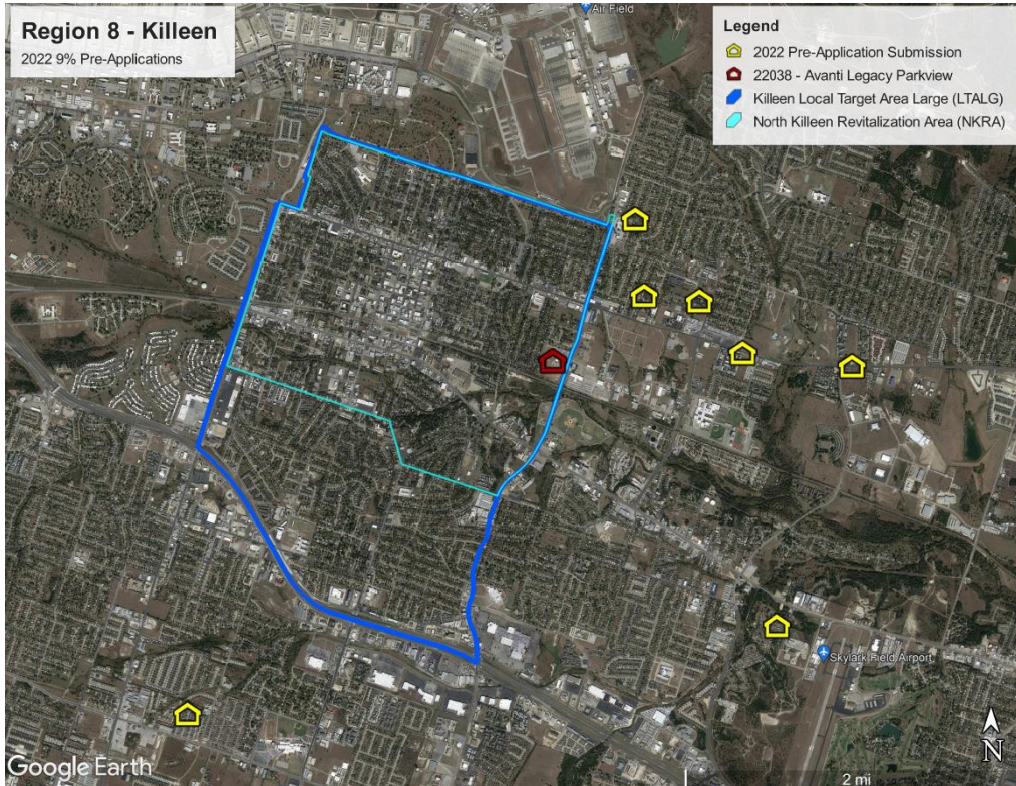 Region 8 - Killeen
2022 9% Pre-Applications
Air Field
Legend
2022 Pre-Application Submission
22038 - Avanti Legacy Parkview
Killeen Local Target Area Large (LTALG)
North Killeen Revitalization Area (NKRA)
Skylark Field Airport
N
Google Earth
2 mi